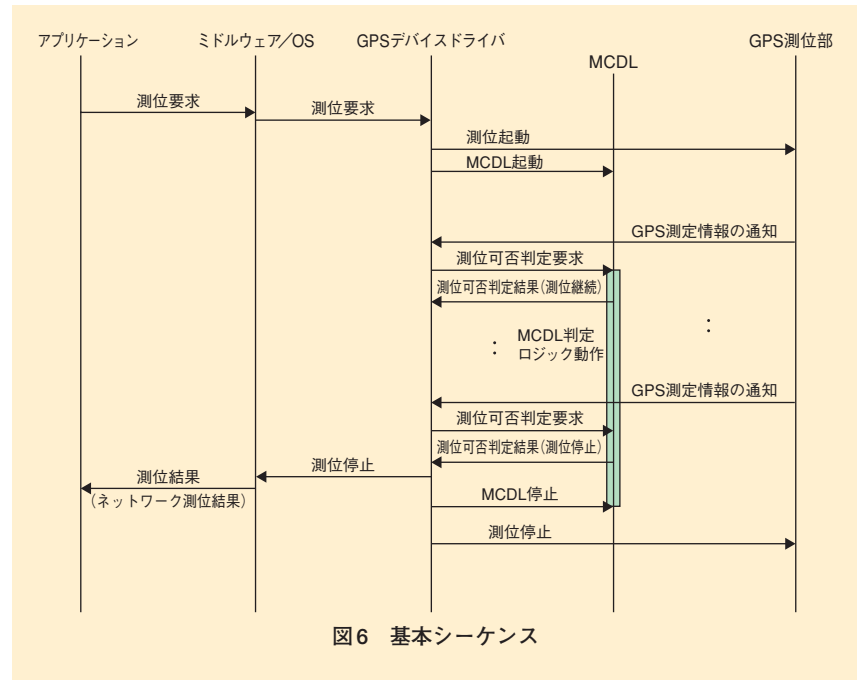 アプリケーション
ミドルウェア/OS
GPSデバイスドライバ
MCDL
GPS測位部
測位要求
測位要求
測位起動
MCDL起動
GPS測定情報の通知
測位可否判定要求
測位可否判定結果(測位継続)
: MCDL判定
ロジック動作
:
GPS測定情報の通知
測位可否判定要求
測位可否判定結果(測位停止)
測位停止
測位結果
(ネットワーク測位結果)
MCDL停止
測位停止
図6 基本シーケンス